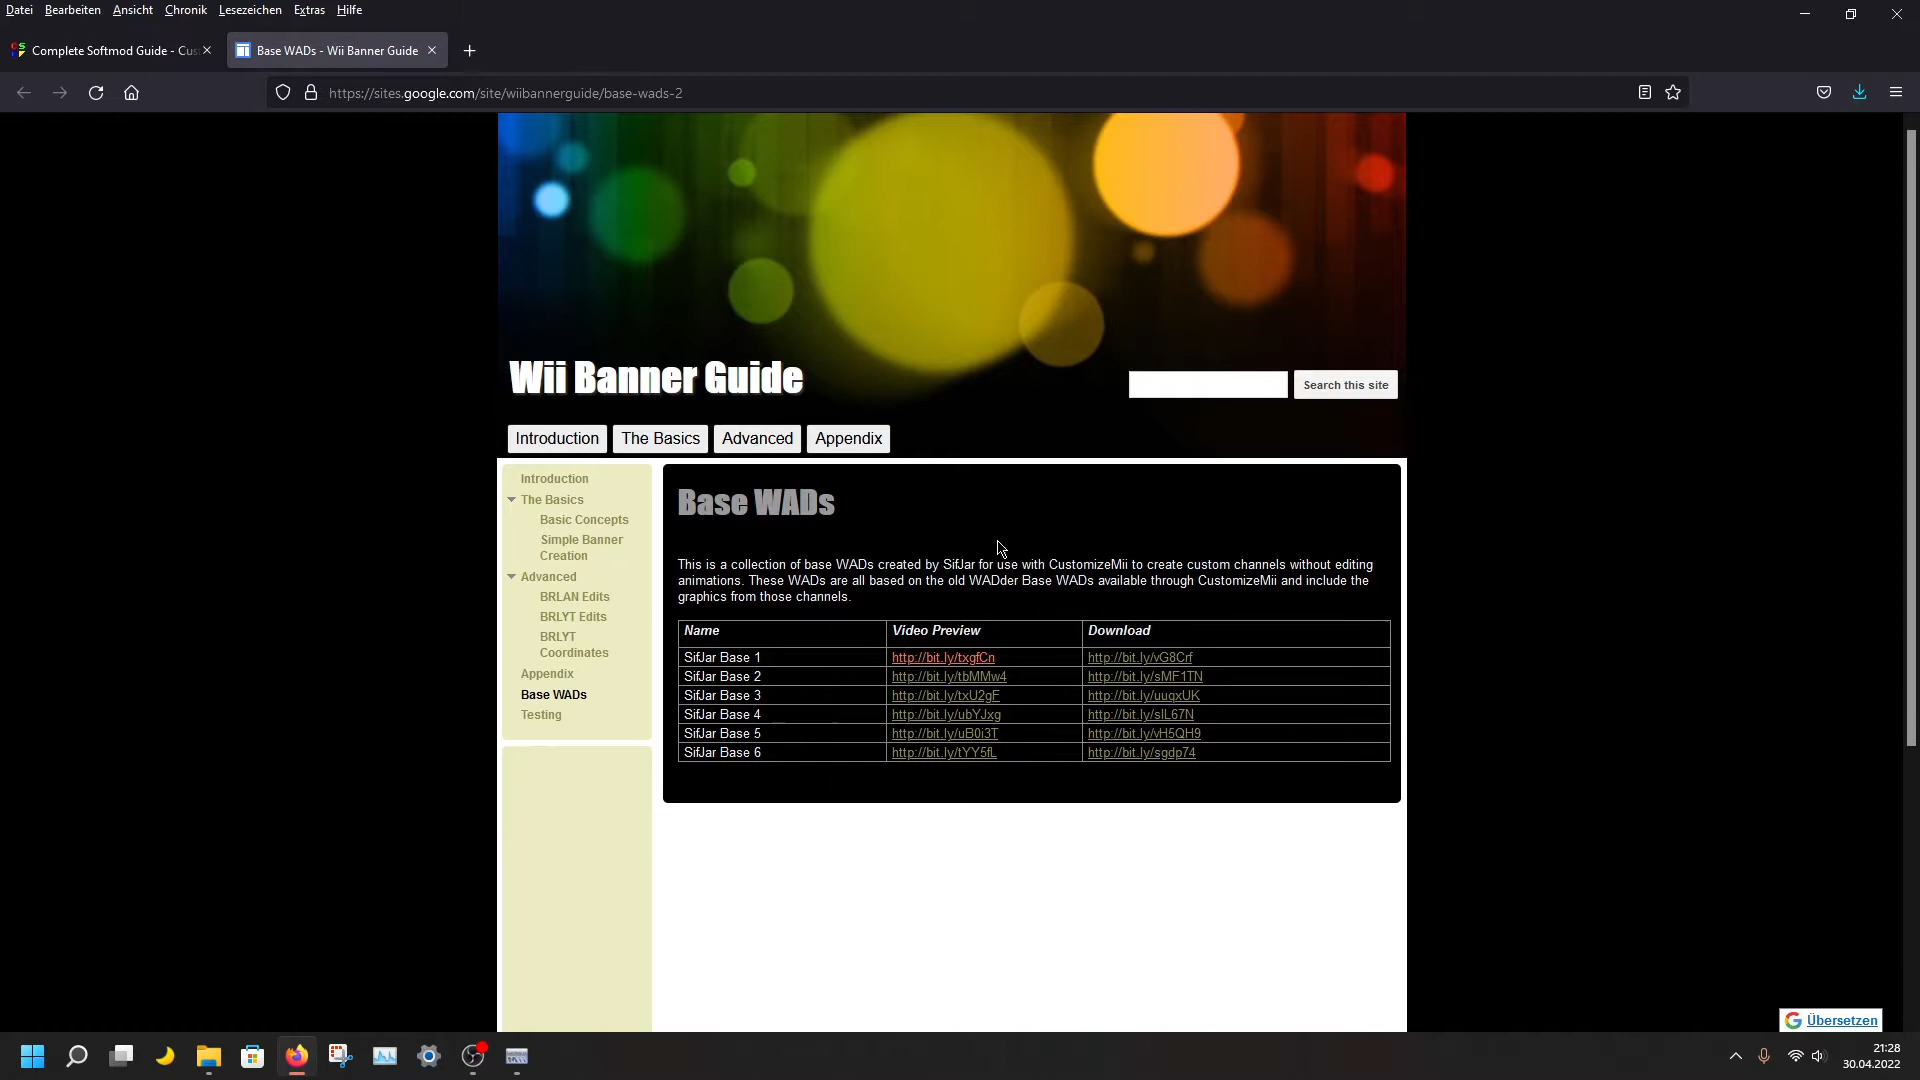 Datei Bearbeiten Ansicht Chronik Lesezeichen Extras Hilfe
Complete Softmod Guide - Cus
Base WADs - Wii Banner Guide
https://sites.google.com/site/wiibannerguide/base-wads-2
Wii Banner Guide
Search this site
Introduction The Basics Advanced Appendix
Introduction
The Basics
Basic Concepts
Simple Banner
Creation
Advanced
BRLAN Edits
BRLYT Edits
BRLYT
Coordinates
Appendix
Base WADs
Testing
Base WADs
This is a collection of base WADs created by SifJar for use with CustomizeMii to create custom channels without editing
animations. These WADs are all based on the old WADder Base WADs available through CustomizeMii and include the
graphics from those channels.
Name Video Preview Download
SifJar Base 1 http://bit.ly/txgfCn http://bit.ly/vG8Crf
SifJar Base 2 http://bit.ly/tbMMw4 http://bit.ly/sMF1TN
SifJar Base 3 http://bit.ly/txU2gF http://bit.ly/uuqxUK
SifJar Base 4 http://bit.ly/ubYJxg http://bit.ly/slL67N
SifJar Base 5 http://bit.ly/uB0i3T http://bit.ly/vH5QH9
SifJar Base 6 http://bit.ly/tYY5fL http://bit.ly/sgdp74
Übersetzen
21:28
30.04.2022